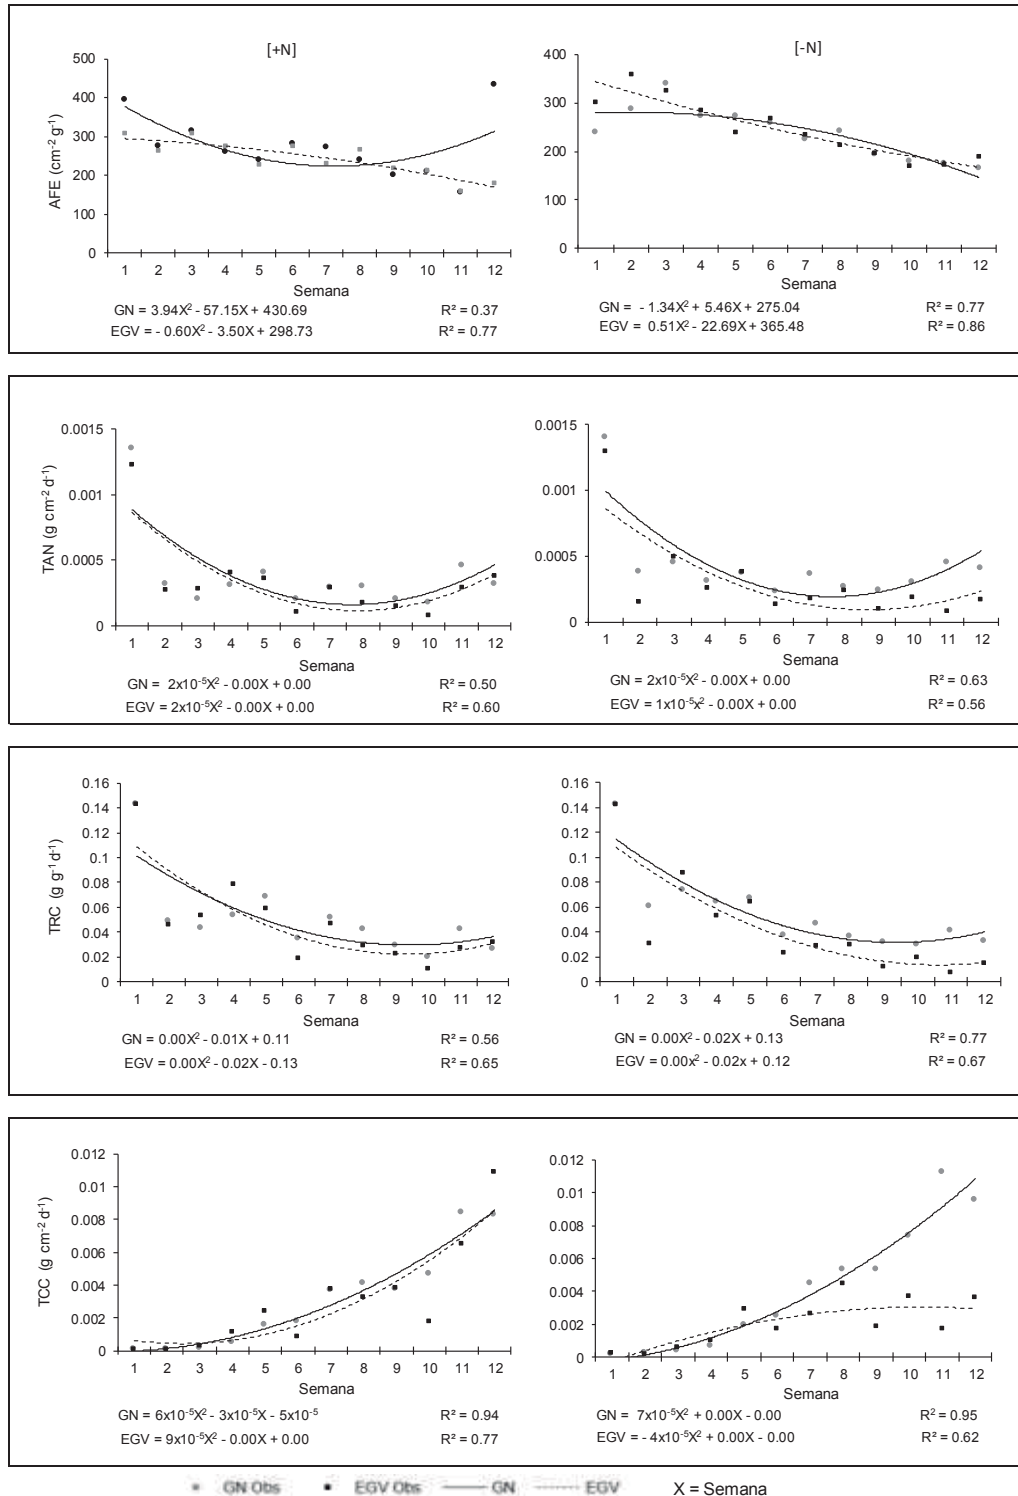 [+N]
500
400
300
200
100
0
AFE (cm⁻² g⁻¹)
1 2 3 4 5 6 7 8 9 10 11 12
Semana
GN = 3.94X² - 57.15X + 430.69 R² = 0.37
EGV = - 0.60X² - 3.50X + 298.73 R² = 0.77
[-N]
400
300
200
100
0
1 2 3 4 5 6 7 8 9 10 11 12
Semana
GN = - 1.34X² + 5.46X + 275.04 R² = 0.77
EGV = 0.51X² - 22.69X + 365.48 R² = 0.86
0.0015
0.001
0.0005
0
TAN (g cm⁻² d⁻¹)
1 2 3 4 5 6 7 8 9 10 11 12
Semana
GN = 2x10⁻⁵X² - 0.00X + 0.00 R² = 0.50
EGV = 2x10⁻⁵X² - 0.00X + 0.00 R² = 0.60
0.0015
0.001
0.0005
0
1 2 3 4 5 6 7 8 9 10 11 12
Semana
GN = 2x10⁻⁵X² - 0.00X + 0.00 R² = 0.63
EGV = 1x10⁻⁵x² - 0.00X + 0.00 R² = 0.56
0.16
0.14
0.12
0.1
0.08
0.06
0.04
0.02
0
TRC (g g⁻¹ d⁻¹)
1 2 3 4 5 6 7 8 9 10 11 12
Semana
GN = 0.00X² - 0.01X + 0.11 R² = 0.56
EGV = 0.00X² - 0.02X - 0.13 R² = 0.65
0.16
0.14
0.12
0.1
0.08
0.06
0.04
0.02
0
1 2 3 4 5 6 7 8 9 10 11 12
Semana
GN = 0.00X² - 0.02X + 0.13 R² = 0.77
EGV = 0.00x² - 0.02x + 0.12 R² = 0.67
0.012
0.01
0.008
0.006
0.004
0.002
0
TCC (g cm⁻² d⁻¹)
1 2 3 4 5 6 7 8 9 10 11 12
Semana
GN = 6x10⁻⁵X² - 3x10⁻⁵X - 5x10⁻⁵ R² = 0.94
EGV = 9x10⁻⁵X² - 0.00X + 0.00 R² = 0.77
0.012
0.01
0.008
0.006
0.004
0.002
0
1 2 3 4 5 6 7 8 9 10 11 12
Semana
GN = 7x10⁻⁵X² + 0.00X - 0.00 R² = 0.95
EGV = - 4x10⁻⁵X² + 0.00X - 0.00 R² = 0.62
GN Obs EGV Obs GN EGV X = Semana